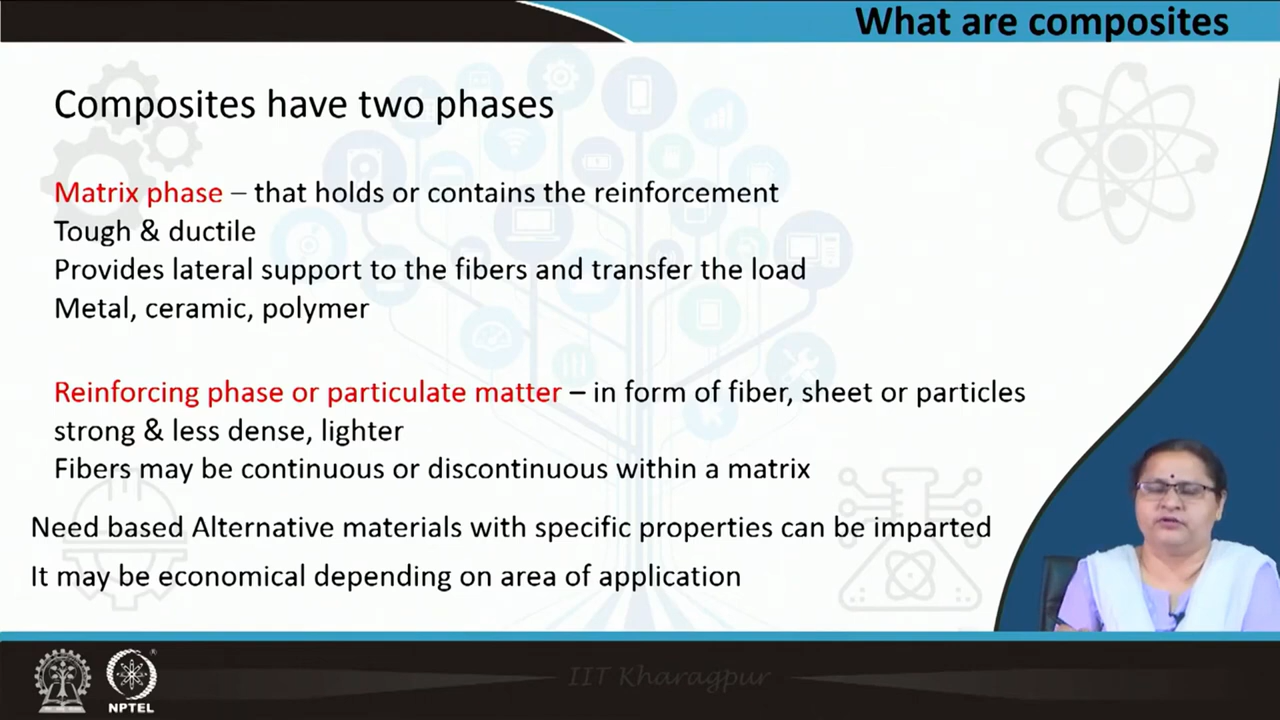 What are composites
Composites have two phases
Matrix phase – that holds or contains the reinforcement
Tough & ductile
Provides lateral support to the fibers and transfer the load
Metal, ceramic, polymer
Reinforcing phase or particulate matter – in form of fiber, sheet or particles
strong & less dense, lighter
Fibers may be continuous or discontinuous within a matrix
Need based Alternative materials with specific properties can be imparted
It may be economical depending on area of application
IIT Kharagpur
NPTEL